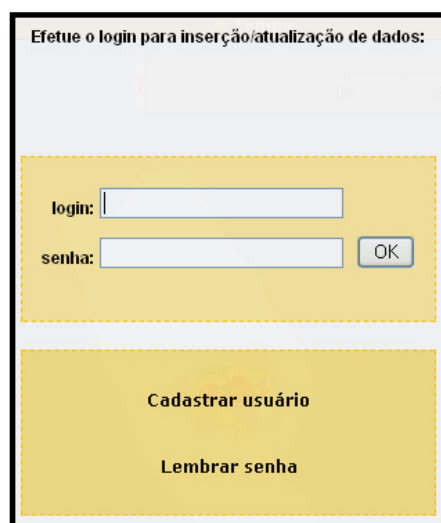 Efetue o login para inserção/atualização de dados:
login:
senha:
OK
Cadastrar usuário
Lembrar senha